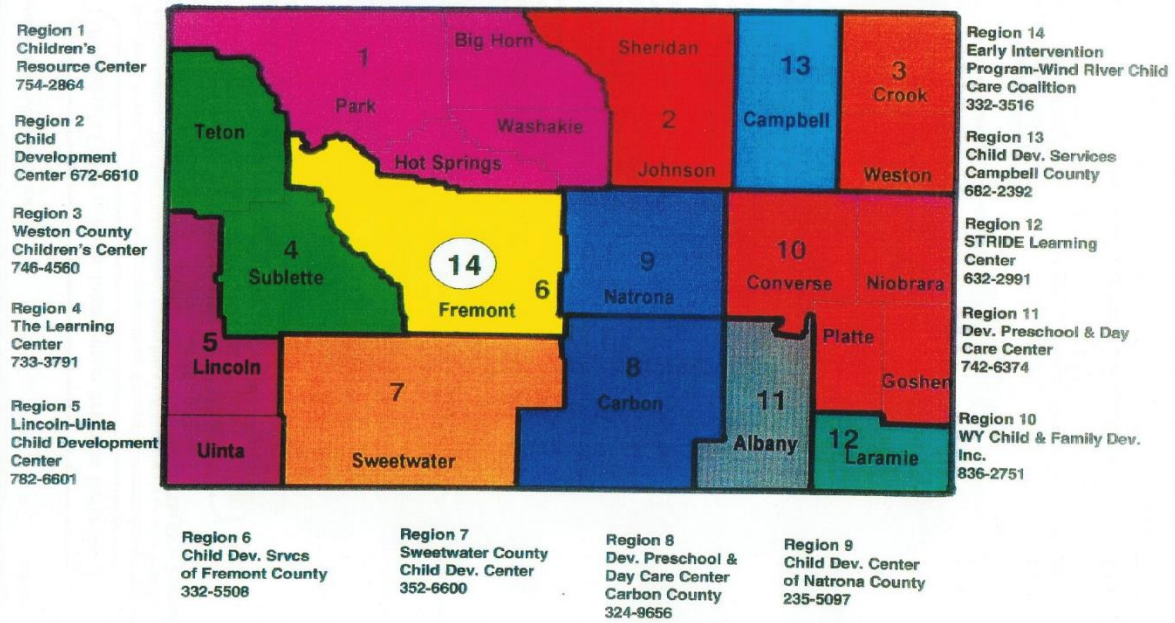 Region 1
Children's
Resource Center
754-2864
Region 2
Child
Development
Center 672-6610
Region 3
Weston County
Children's Center
746-4560
Region 4
The Learning
Center
733-3791
Region 5
Lincoln-Uinta
Child Development
Center
782-6601
Big Horn
Sheridan
1
13
3
Park
Crook
Teton
2
Campbell
Washakie
Hot Springs
Johnson
Weston
4
Sublette
14
6
Fremont
9
Natrona
10
Converse
Niobrara
5
Lincoln
7
8
Carbon
11
Platte
Goshen
Uinta
Sweetwater
Albany
12
Laramie
Region 14
Early Intervention
Program-Wind River Child
Care Coalition
332-3516
Region 13
Child Dev. Services
Campbell County
682-2392
Region 12
STRIDE Learning
Center
632-2991
Region 11
Dev. Preschool & Day
Care Center
742-6374
Region 10
WY Child & Family Dev.
Inc.
836-2751
Region 6
Child Dev. Srvcs
of Fremont County
332-5508
Region 7
Sweetwater County
Child Dev. Center
352-6600
Region 8
Dev. Preschool &
Day Care Center
Carbon County
324-9656
Region 9
Child Dev. Center
of Natrona County
235-5097